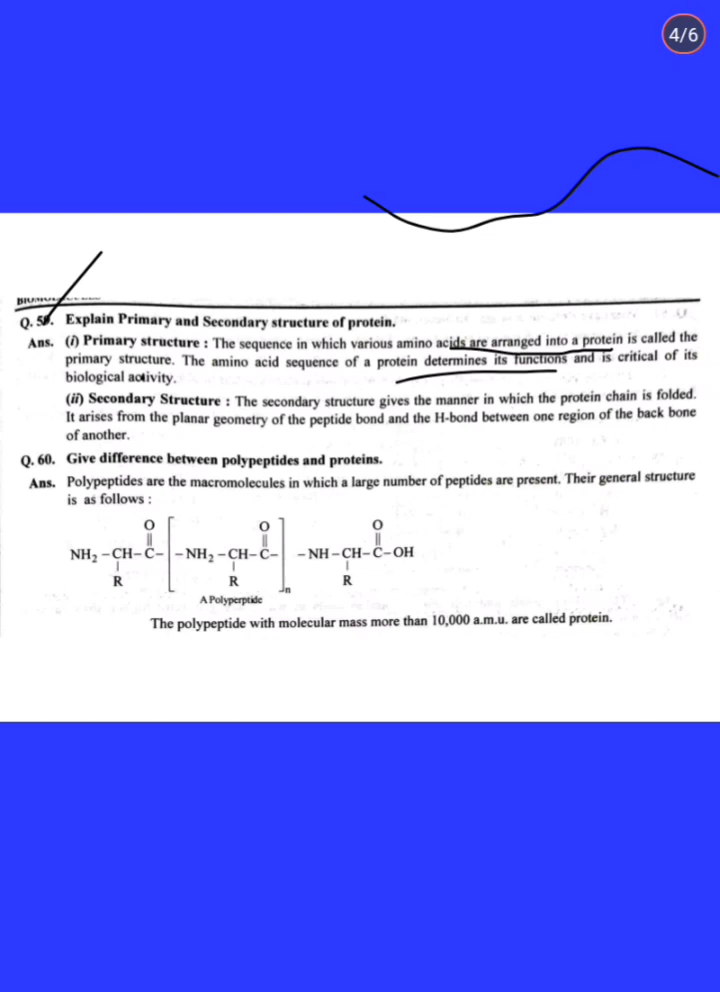 4/6
Q. 59. Explain Primary and Secondary structure of protein.
Ans. (i) Primary structure : The sequence in which various amino acids are arranged into a protein is called the
primary structure. The amino acid sequence of a protein determines its functions and is critical of its
biological activity.
(ii) Secondary Structure : The secondary structure gives the manner in which the protein chain is folded.
It arises from the planar geometry of the peptide bond and the H-bond between one region of the back bone
of another.
Q. 60. Give difference between polypeptides and proteins.
Ans. Polypeptides are the macromolecules in which a large number of peptides are present. Their general structure
is as follows :
O O O
NH₂ – CH – C – [ – NH₂ – CH – C – ]n – NH – CH – C – OH
R R R
A Polyperptide
The polypeptide with molecular mass more than 10,000 a.m.u. are called protein.